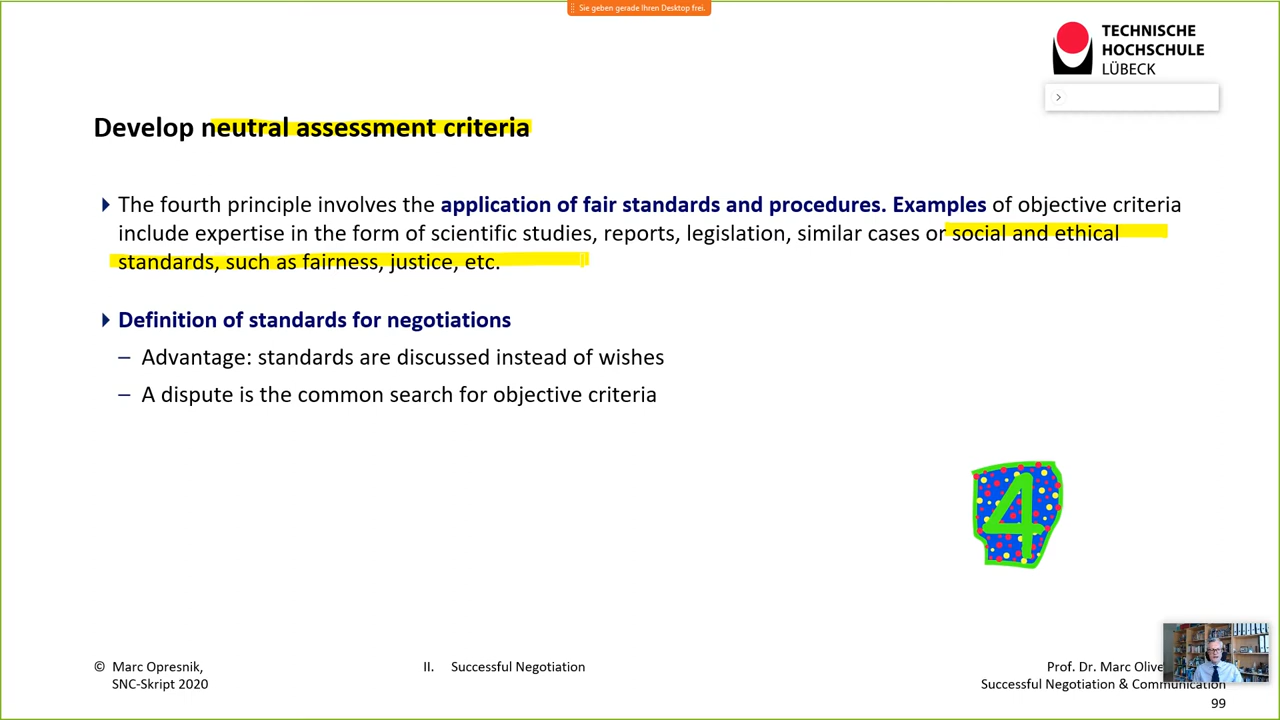 Sie geben gerade Ihren Desktop frei.
TECHNISCHE
HOCHSCHULE
LÜBECK
Develop neutral assessment criteria
The fourth principle involves the application of fair standards and procedures. Examples of objective criteria
include expertise in the form of scientific studies, reports, legislation, similar cases or social and ethical
standards, such as fairness, justice, etc.
Definition of standards for negotiations
– Advantage: standards are discussed instead of wishes
– A dispute is the common search for objective criteria
4
© Marc Opresnik,
SNC-Skript 2020
II. Successful Negotiation
Prof. Dr. Marc
Successful Negotiation & Communication
99